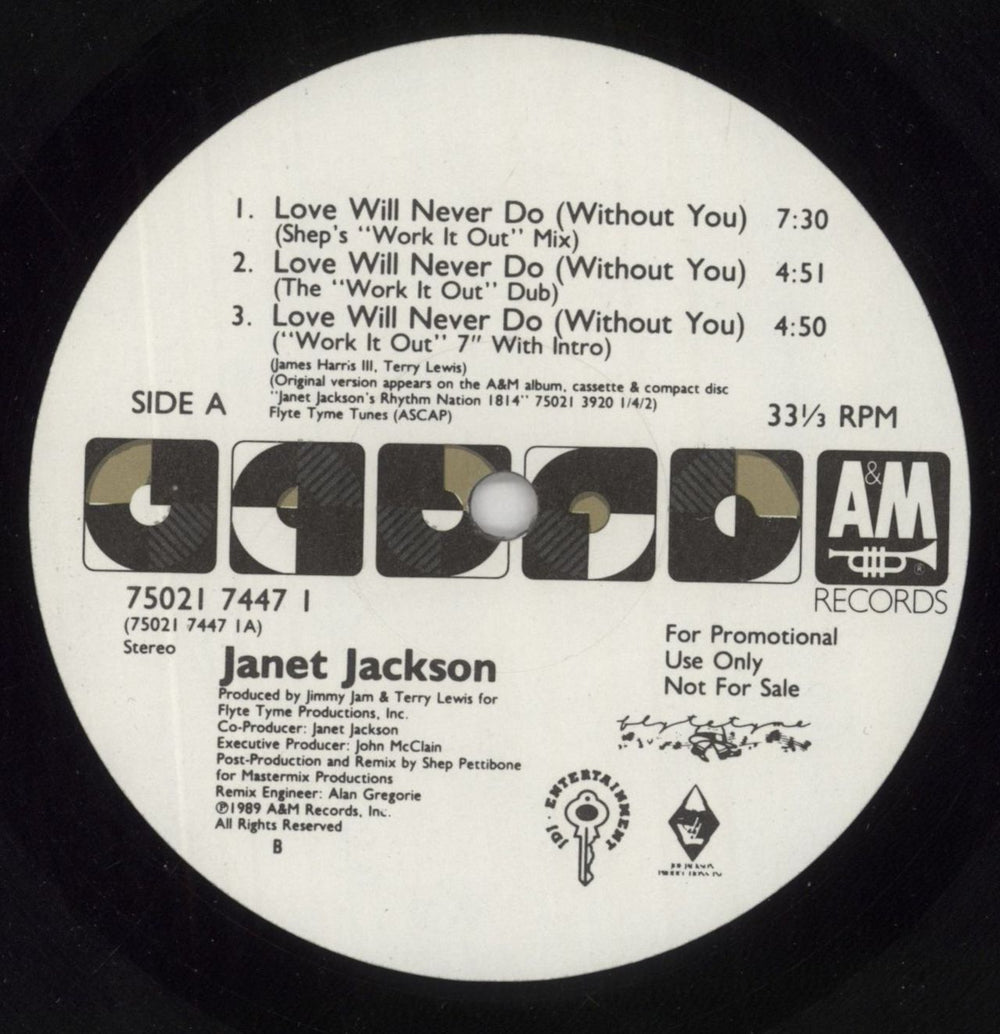 1. Love Will Never Do (Without You) 7:30
(Shep's "Work It Out" Mix)
2. Love Will Never Do (Without You) 4:51
(The "Work It Out" Dub)
3. Love Will Never Do (Without You) 4:50
("Work It Out" 7" With Intro)
(James Harris III, Terry Lewis)
(Original version appears on the A&M album, cassette & compact disc
"Janet Jackson's Rhythm Nation 1814" 75021 3920 1/4/2)
Flyte Tyme Tunes (ASCAP)
SIDE A
33⅓ RPM
A&M
®
RECORDS
75021 7447 1
(75021 7447 1A)
Stereo
Janet Jackson
Produced by Jimmy Jam & Terry Lewis for
Flyte Tyme Productions, Inc.
Co-Producer: Janet Jackson
Executive Producer: John McClain
Post-Production and Remix by Shep Pettibone
for Mastermix Productions
Remix Engineer: Alan Gregorie
℗1989 A&M Records, Inc.
All Rights Reserved
B
For Promotional
Use Only
Not For Sale
flytetyme
JDJ · ENTERTAINMENT
JOE JACKSON
PRODUCTIONS INC